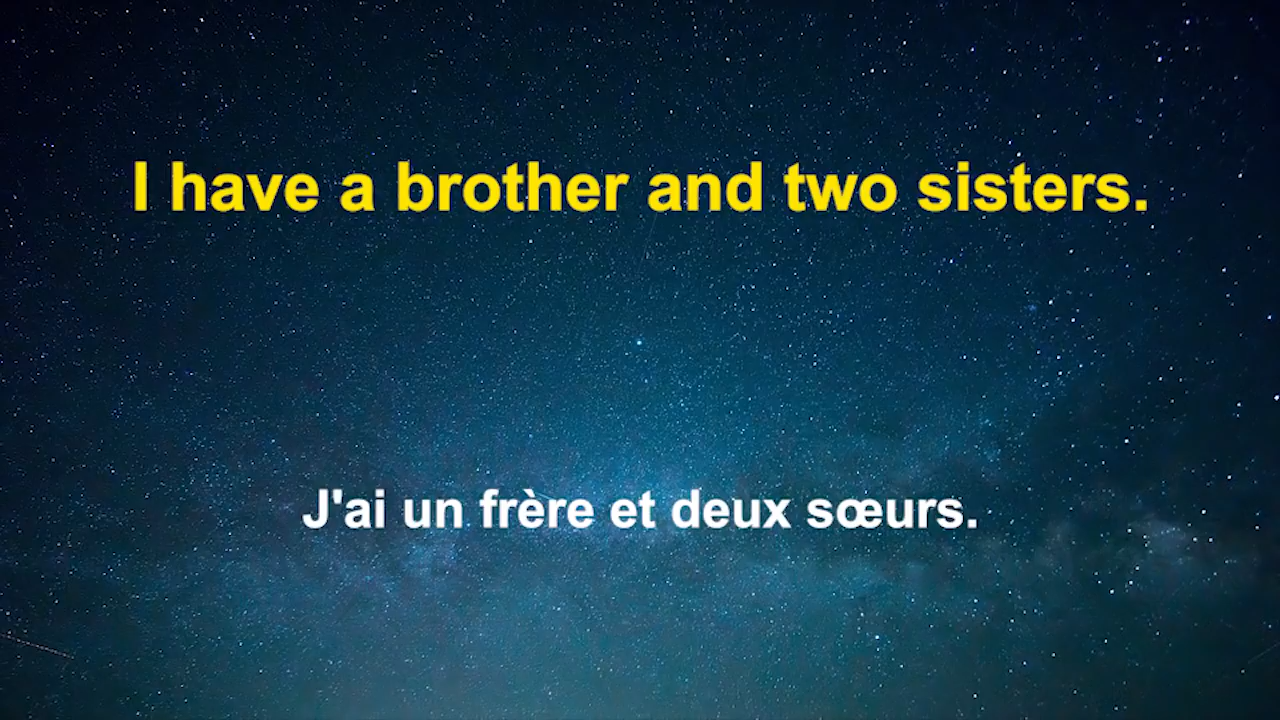 I have a brother and two sisters.
J'ai un frère et deux sœurs.